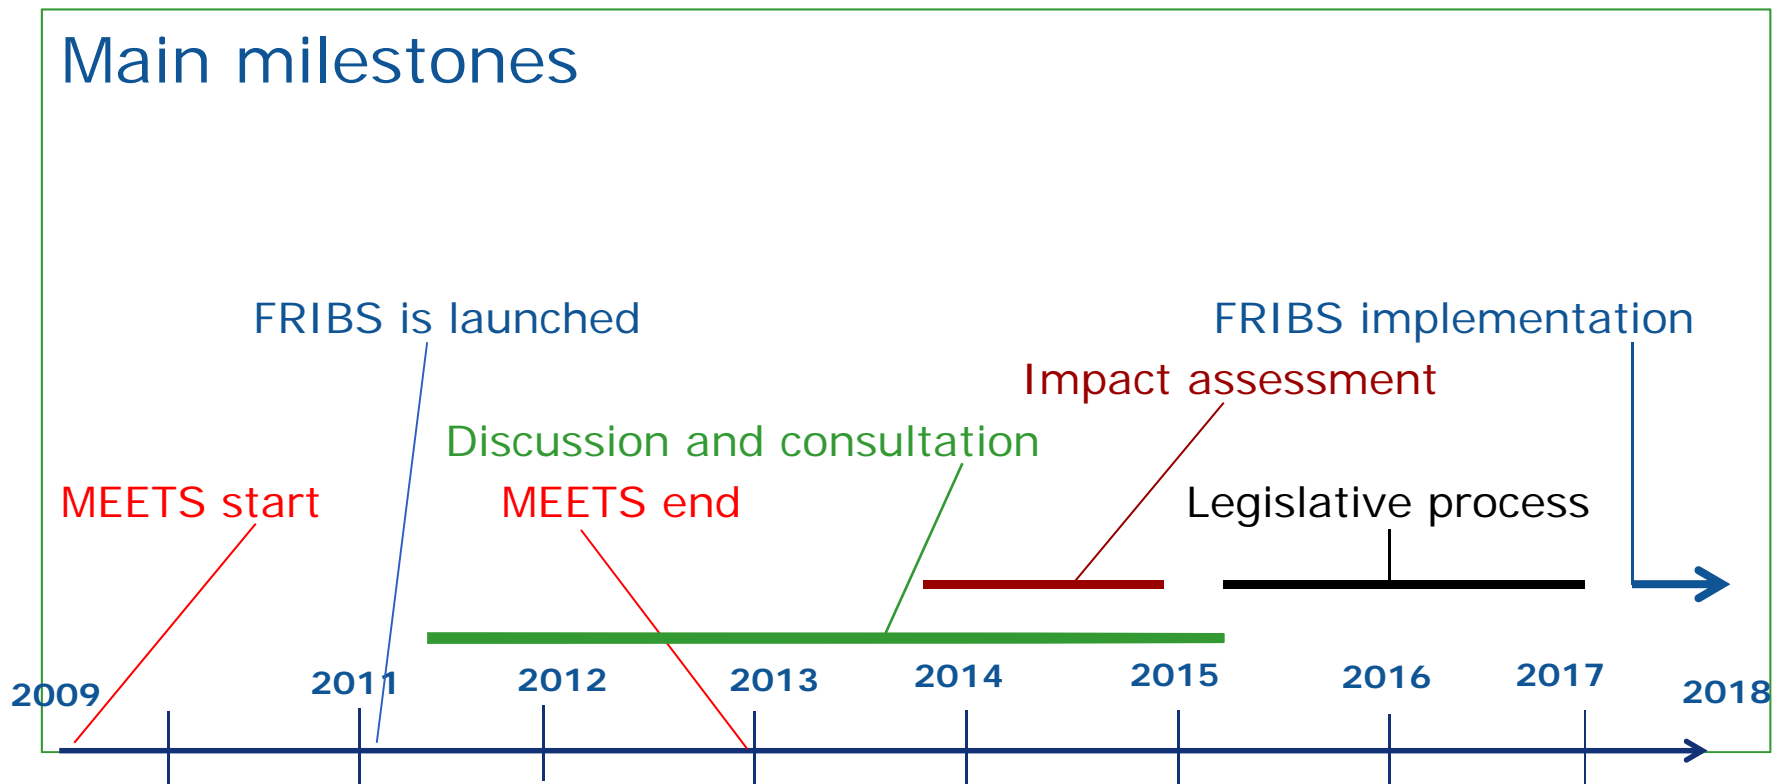 Main milestones
FRIBS is launched
FRIBS implementation
Impact assessment
Discussion and consultation
MEETS start
MEETS end
Legislative process
2009
2011
2012
2013
2014
2015
2016
2017
2018